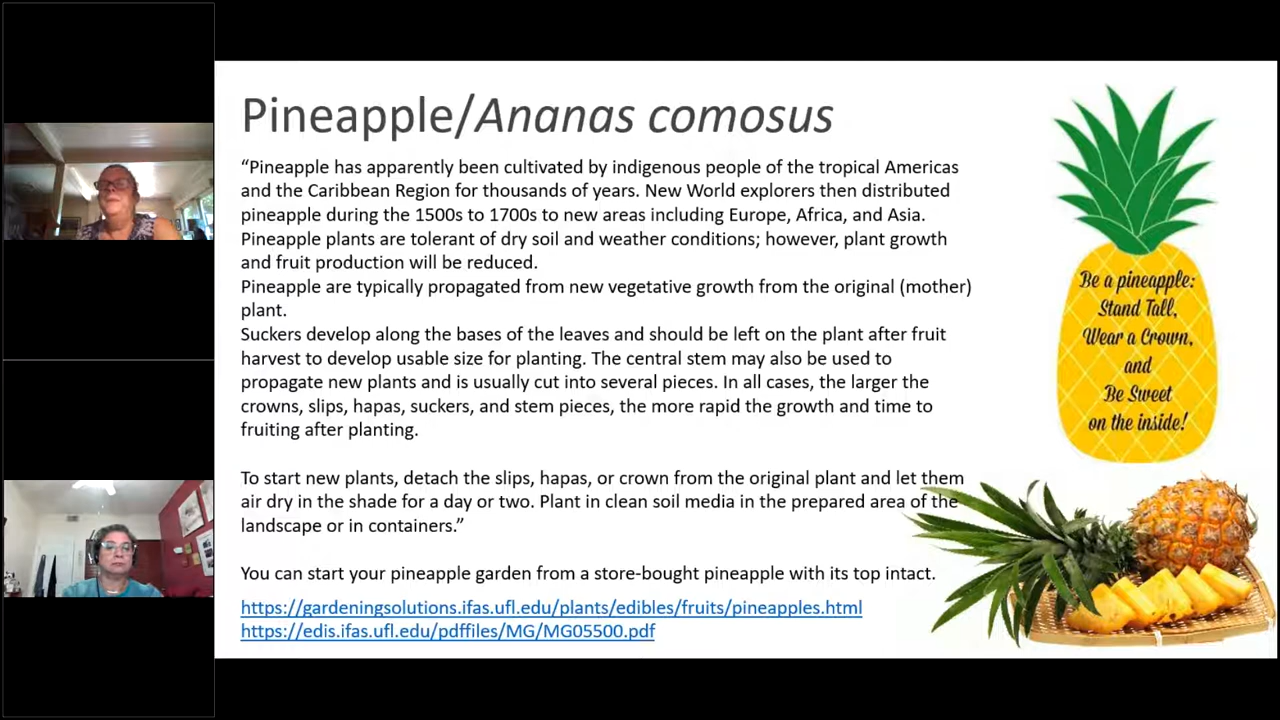 Pineapple/Ananas comosus
“Pineapple has apparently been cultivated by indigenous people of the tropical Americas
and the Caribbean Region for thousands of years. New World explorers then distributed
pineapple during the 1500s to 1700s to new areas including Europe, Africa, and Asia.
Pineapple plants are tolerant of dry soil and weather conditions; however, plant growth
and fruit production will be reduced.
Pineapple are typically propagated from new vegetative growth from the original (mother)
plant.
Suckers develop along the bases of the leaves and should be left on the plant after fruit
harvest to develop usable size for planting. The central stem may also be used to
propagate new plants and is usually cut into several pieces. In all cases, the larger the
crowns, slips, hapas, suckers, and stem pieces, the more rapid the growth and time to
fruiting after planting.
To start new plants, detach the slips, hapas, or crown from the original plant and let them
air dry in the shade for a day or two. Plant in clean soil media in the prepared area of the
landscape or in containers.”
You can start your pineapple garden from a store-bought pineapple with its top intact.
https://gardeningsolutions.ifas.ufl.edu/plants/edibles/fruits/pineapples.html
https://edis.ifas.ufl.edu/pdffiles/MG/MG05500.pdf
Be a pineapple:
Stand Tall,
Wear a Crown,
and
Be Sweet
on the inside!